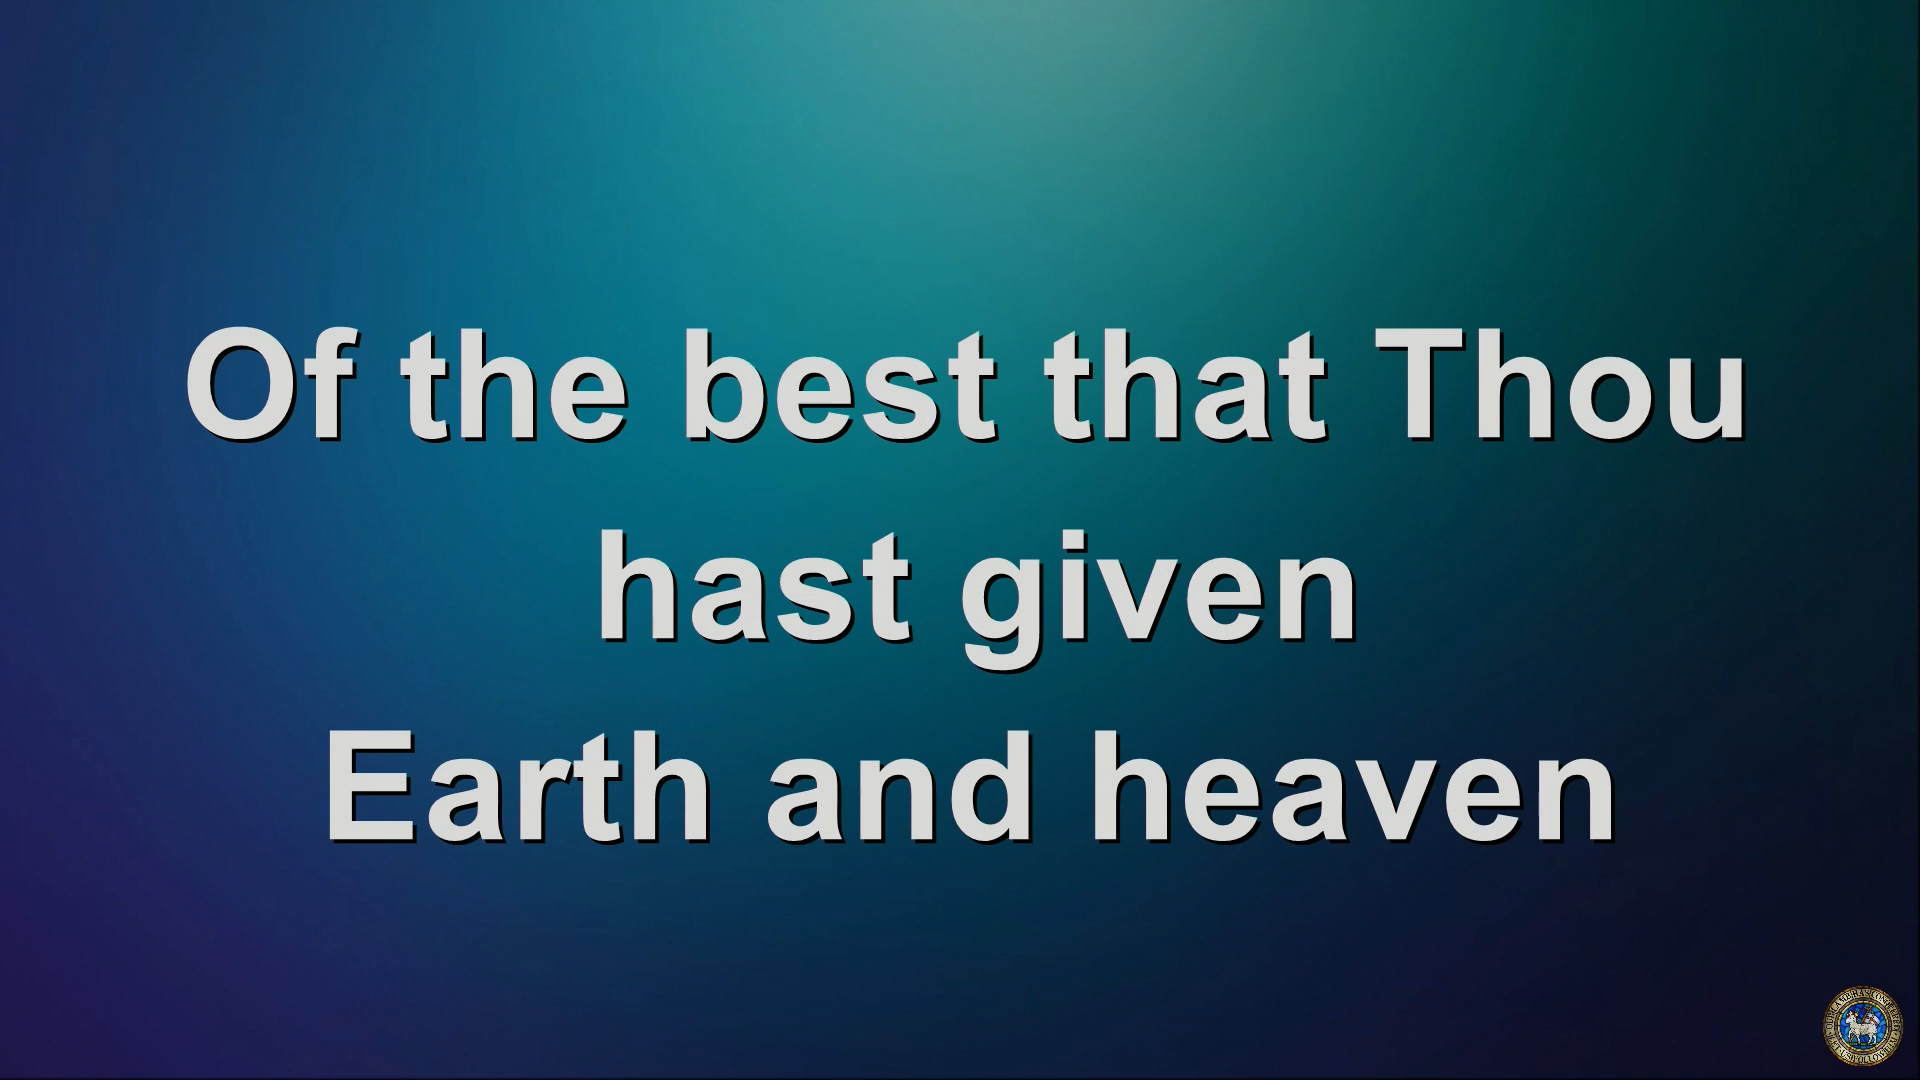 Of the best that Thou
hast given
Earth and heaven